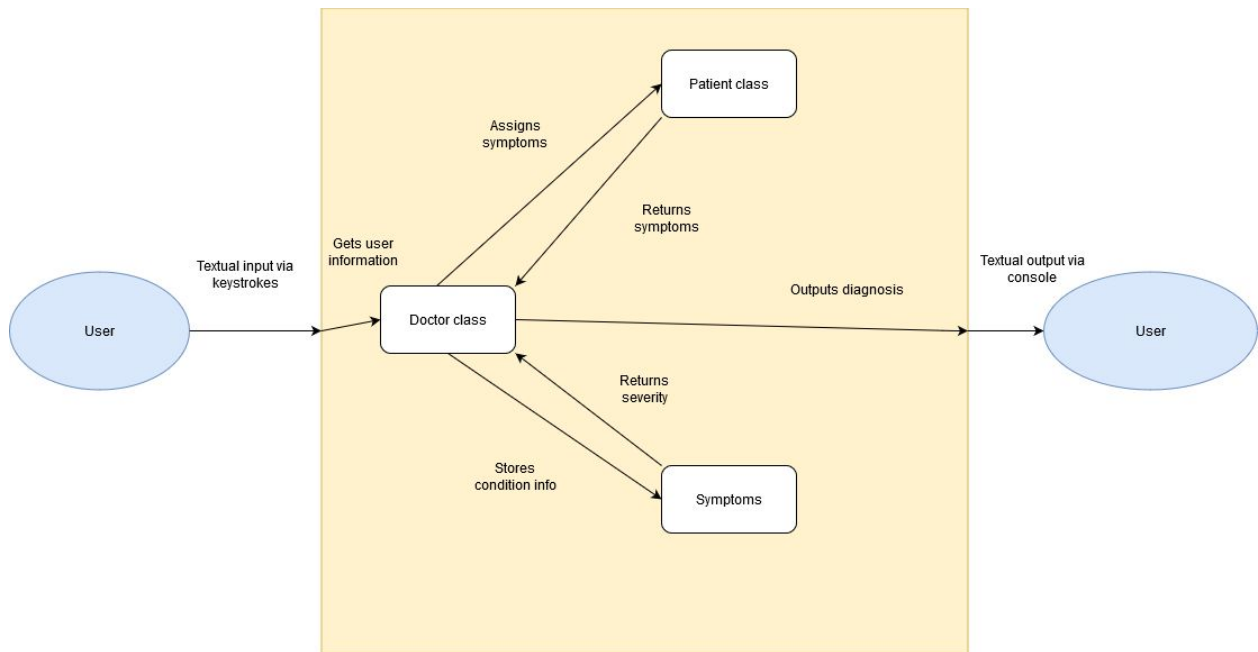 Patient class
Assigns
symptoms
Returns
symptoms
Gets user
information
Textual input via
keystrokes
Textual output via
console
Outputs diagnosis
User
Doctor class
User
Returns
severity
Stores
condition info
Symptoms